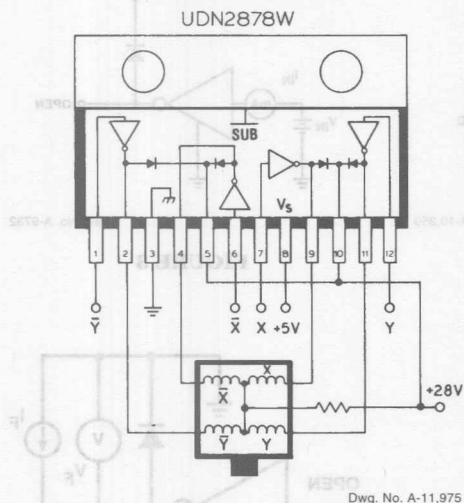 UDN2878W
OPEN
SUB
Vs
1 2 3 4 5 6 7 8 9 10 11 12
Ȳ X̄ X +5V Y
X̄ X
Ȳ Y
+28V
Dwg. No. A-11,975